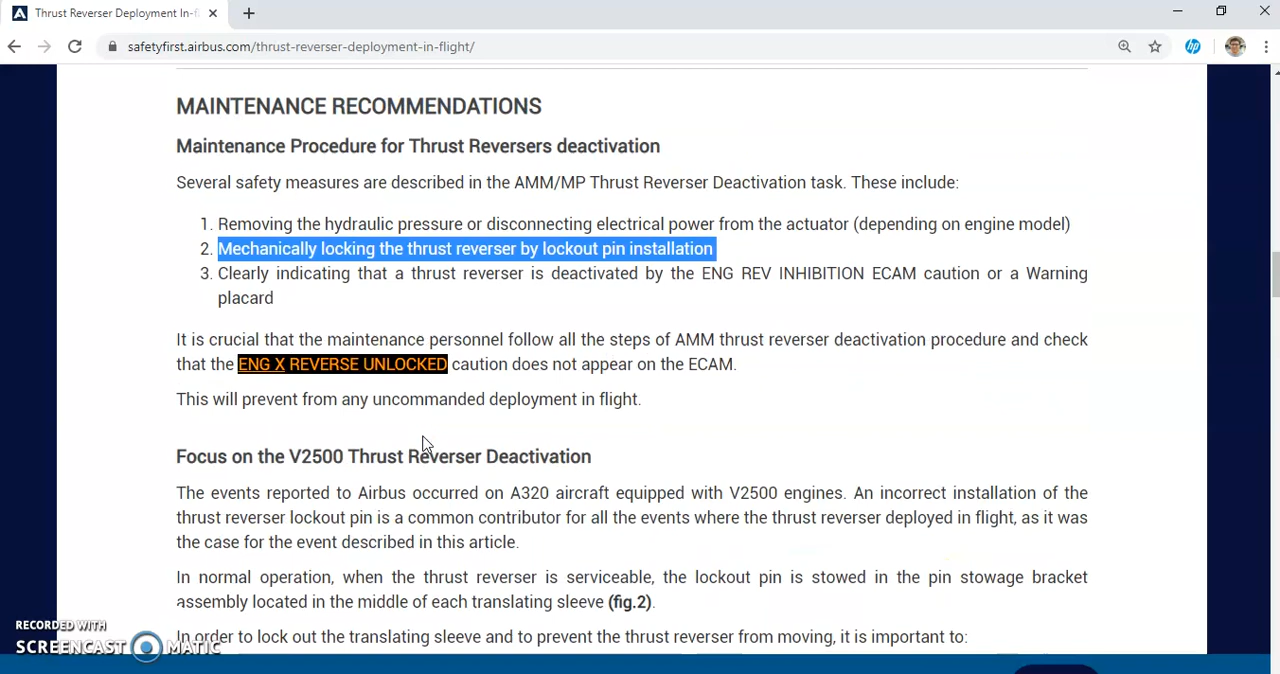 Thrust Reverser Deployment In-f
safetyfirst.airbus.com/thrust-reverser-deployment-in-flight/
MAINTENANCE RECOMMENDATIONS
Maintenance Procedure for Thrust Reversers deactivation
Several safety measures are described in the AMM/MP Thrust Reverser Deactivation task. These include:
1. Removing the hydraulic pressure or disconnecting electrical power from the actuator (depending on engine model)
2. Mechanically locking the thrust reverser by lockout pin installation
3. Clearly indicating that a thrust reverser is deactivated by the ENG REV INHIBITION ECAM caution or a Warning
placard
It is crucial that the maintenance personnel follow all the steps of AMM thrust reverser deactivation procedure and check
that the ENG X REVERSE UNLOCKED caution does not appear on the ECAM.
This will prevent from any uncommanded deployment in flight.
Focus on the V2500 Thrust Reverser Deactivation
The events reported to Airbus occurred on A320 aircraft equipped with V2500 engines. An incorrect installation of the
thrust reverser lockout pin is a common contributor for all the events where the thrust reverser deployed in flight, as it was
the case for the event described in this article.
In normal operation, when the thrust reverser is serviceable, the lockout pin is stowed in the pin stowage bracket
assembly located in the middle of each translating sleeve (fig.2).
In order to lock out the translating sleeve and to prevent the thrust reverser from moving, it is important to:
RECORDED WITH
SCREENCAST MATIC